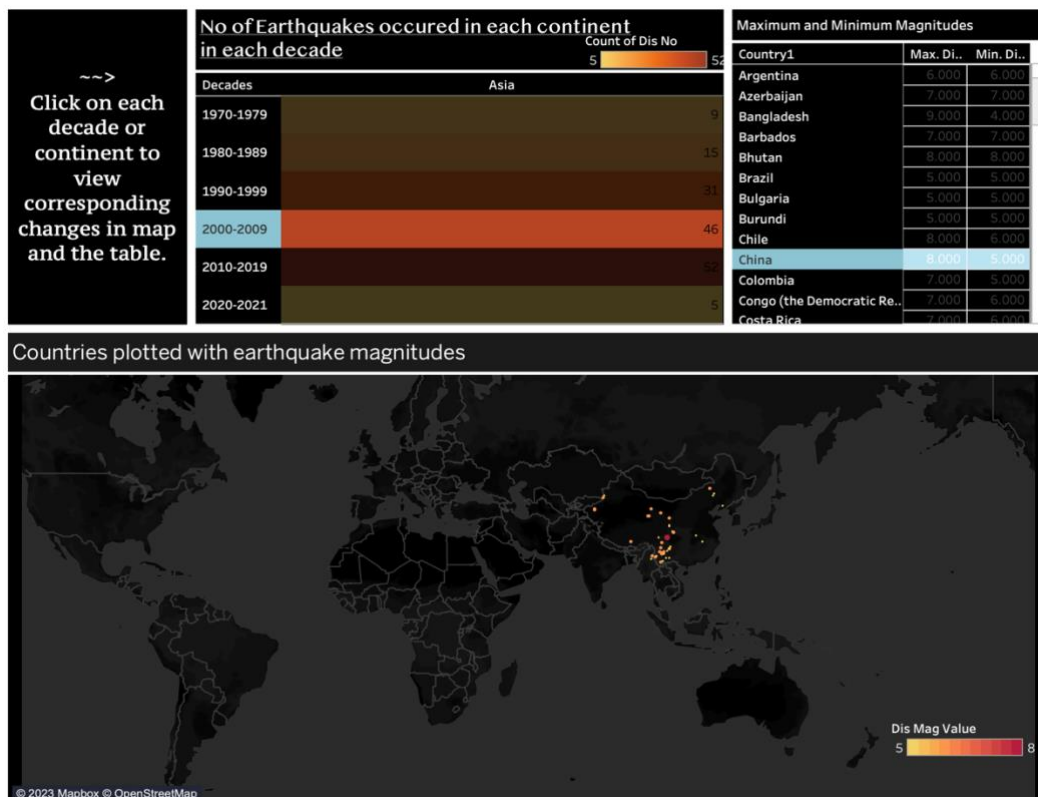 ~~>
Click on each
decade or
continent to
view
corresponding
changes in map
and the table.
No of Earthquakes occured in each continent
in each decade
Count of Dis No
5 52
Decades Asia
1970-1979 9
1980-1989 15
1990-1999 31
2000-2009 46
2010-2019 52
2020-2021 5
Maximum and Minimum Magnitudes
Country1 Max. Di.. Min. Di..
Argentina 6.000 6.000
Azerbaijan 7.000 7.000
Bangladesh 9.000 4.000
Barbados 7.000 7.000
Bhutan 8.000 8.000
Brazil 5.000 5.000
Bulgaria 5.000 5.000
Burundi 5.000 5.000
Chile 8.000 6.000
China 8.000 5.000
Colombia 7.000 5.000
Congo (the Democratic Re.. 7.000 6.000
Costa Rica 7.000 6.000
Countries plotted with earthquake magnitudes
Dis Mag Value
5 8
© 2023 Mapbox © OpenStreetMap